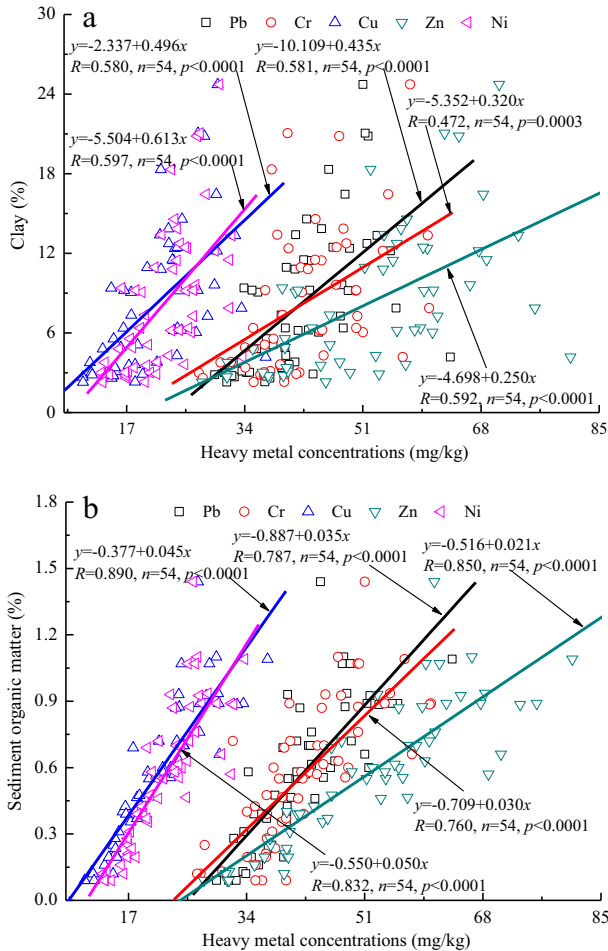 a
Pb Cr Cu Zn Ni
y=-2.337+0.496x
R=0.580, n=54, p<0.0001
y=-10.109+0.435x
R=0.581, n=54, p<0.0001
y=-5.352+0.320x
R=0.472, n=54, p=0.0003
y=-5.504+0.613x
R=0.597, n=54, p<0.0001
y=-4.698+0.250x
R=0.592, n=54, p<0.0001
30
24
18
12
6
0
Clay (%)
17 34 51 68 85
Heavy metal concentrations (mg/kg)
b
Pb Cr Cu Zn Ni
y=-0.377+0.045x
R=0.890, n=54, p<0.0001
y=-0.887+0.035x
R=0.787, n=54, p<0.0001
y=-0.516+0.021x
R=0.850, n=54, p<0.0001
y=-0.709+0.030x
R=0.760, n=54, p<0.0001
y=-0.550+0.050x
R=0.832, n=54, p<0.0001
1.8
1.5
1.2
0.9
0.6
0.3
0.0
Sediment organic matter (%)
17 34 51 68 85
Heavy metal concentrations (mg/kg)